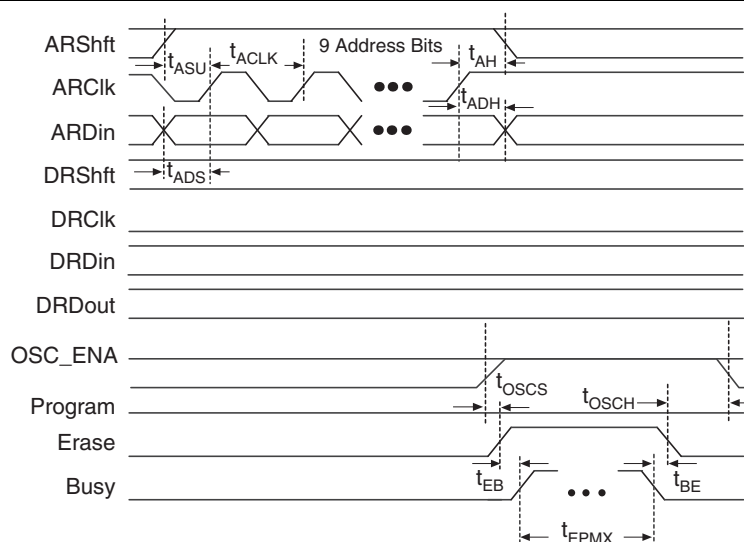 ARShft
ARClk
ARDin
DRShft
DRClk
DRDin
DRDout
OSC_ENA
Program
Erase
Busy
9 Address Bits
tASU
tACLK
tAH
tADH
tADS
tOSCS
tOSCH
tEB
tBE
tEPMX